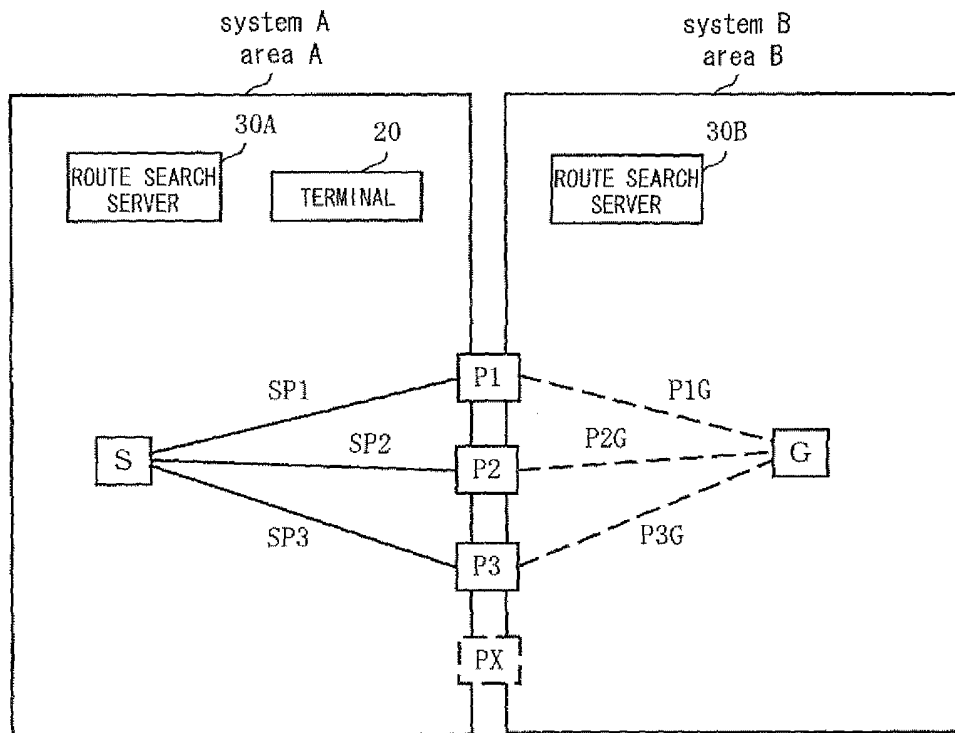 system A
area A
system B
area B
30A
20
30B
ROUTE SEARCH
SERVER
TERMINAL
ROUTE SEARCH
SERVER
P1
SP1
P1G
SP2
P2G
S
P2
G
SP3
P3G
P3
PX